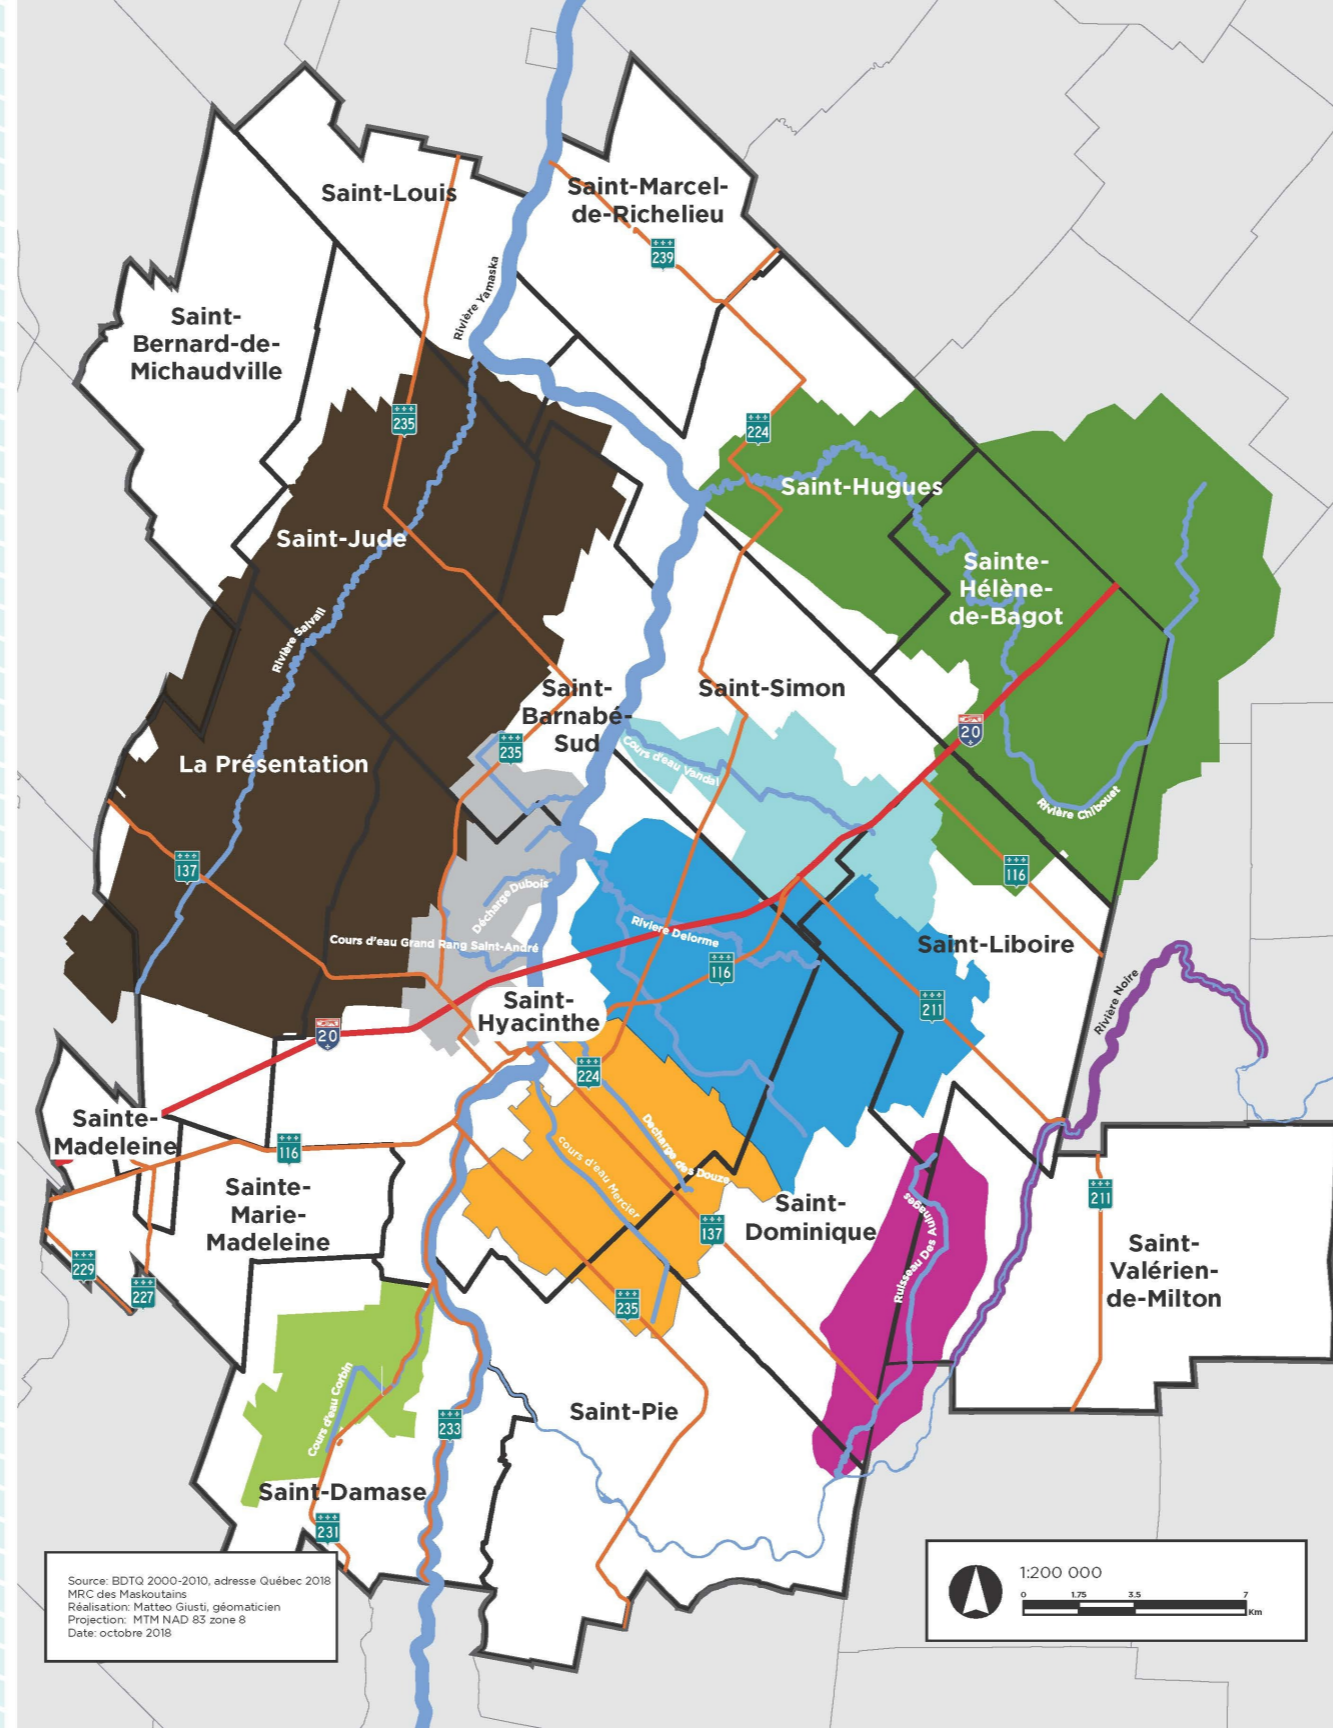 Saint-Louis
Saint-Marcel-
de-Richelieu
239
Rivière Yamaska
Saint-
Bernard-de-
Michaudville
235
224
Saint-Hugues
Saint-Jude
Sainte-
Hélène-
de-Bagot
Rivière Salvail
Saint-
Barnabé-
Sud
Saint-Simon
20
235
Cours d'eau Vandal
La Présentation
Rivière Chibouet
137
116
Décharge Dubois
Cours d'eau Grand Rang Saint-André
Riviere Delorme
Saint-Liboire
116
Rivière Noire
211
Saint-
Hyacinthe
20
224
Sainte-
Madeleine
116
Décharge des Douze
cours d'eau Mercier
Sainte-
Marie-
Madeleine
Saint-
Dominique
211
137
Ruisseau Des Aulnages
Saint-
Valérien-
de-Milton
229
227
235
Cours d'eau Corbin
233
Saint-Pie
Saint-Damase
231
Source: BDTQ 2000-2010, adresse Québec 2018
MRC des Maskoutains
Réalisation: Matteo Giusti, géomaticien
Projection: MTM NAD 83 zone 8
Date: octobre 2018
1:200 000
0 1.75 3.5 7
Km